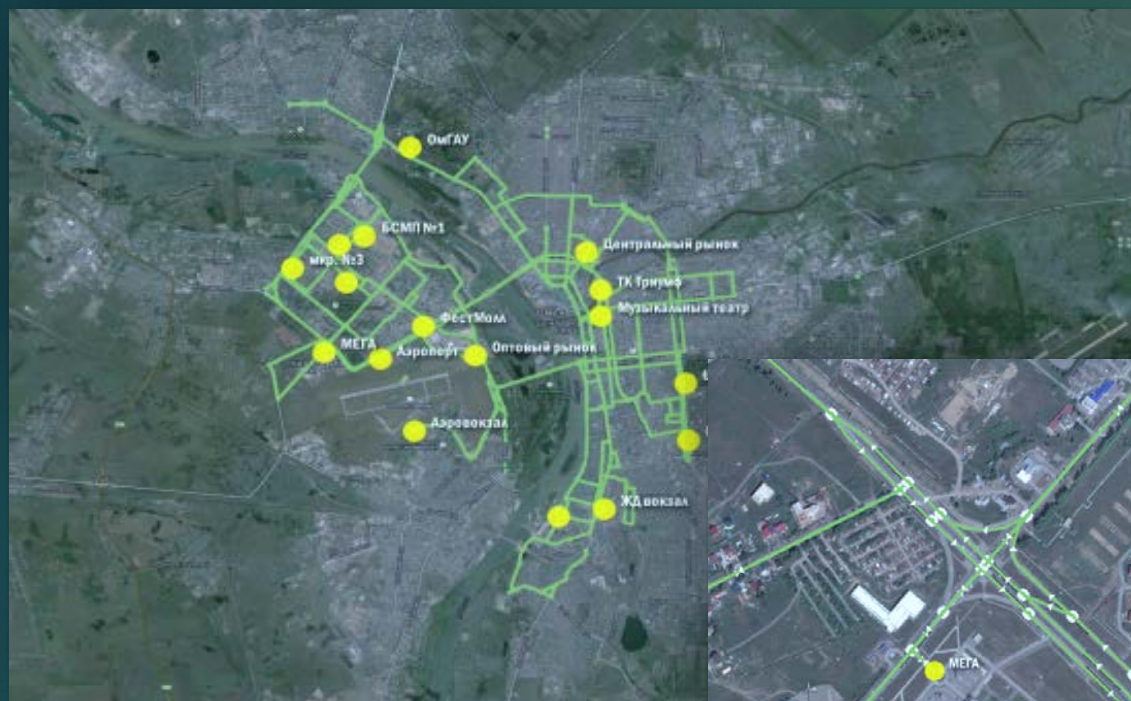 ОмГАУ
БСМП №1
Центральный рынок
мкр. №3
ТК Триумф
Музыкальный театр
ФестМолл
МЕГА
Аэропорт
Оптовый рынок
Аэровокзал
ЖД вокзал
МЕГА